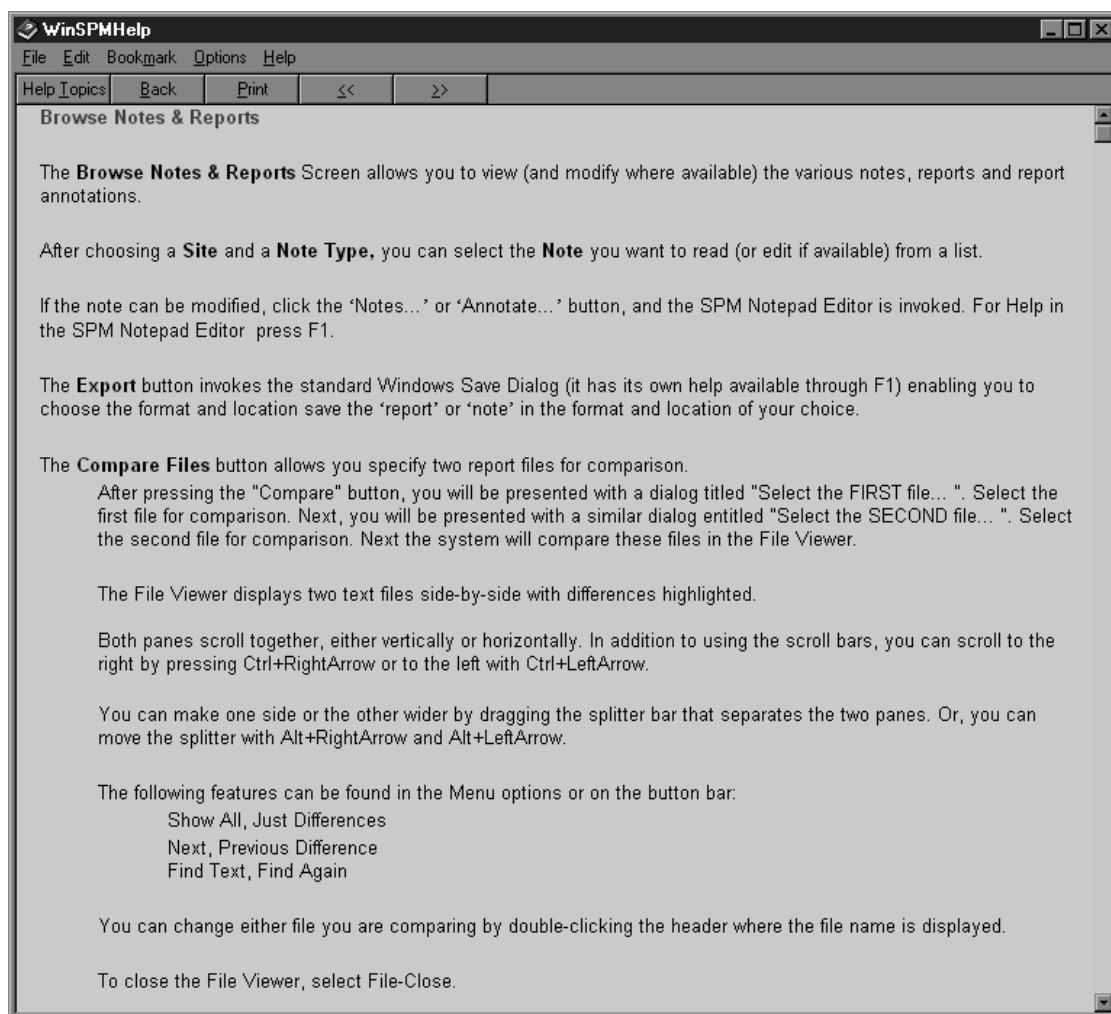 WinSPMHelp
File Edit Bookmark Options Help
Help Topics Back Print << >>
Browse Notes & Reports
The Browse Notes & Reports Screen allows you to view (and modify where available) the various notes, reports and report
annotations.
After choosing a Site and a Note Type, you can select the Note you want to read (or edit if available) from a list.
If the note can be modified, click the ‘Notes...’ or ‘Annotate...’ button, and the SPM Notepad Editor is invoked. For Help in
the SPM Notepad Editor press F1.
The Export button invokes the standard Windows Save Dialog (it has its own help available through F1) enabling you to
choose the format and location save the ‘report’ or ‘note’ in the format and location of your choice.
The Compare Files button allows you specify two report files for comparison.
After pressing the "Compare" button, you will be presented with a dialog titled "Select the FIRST file... ". Select the
first file for comparison. Next, you will be presented with a similar dialog entitled "Select the SECOND file... ". Select
the second file for comparison. Next the system will compare these files in the File Viewer.
The File Viewer displays two text files side-by-side with differences highlighted.
Both panes scroll together, either vertically or horizontally. In addition to using the scroll bars, you can scroll to the
right by pressing Ctrl+RightArrow or to the left with Ctrl+LeftArrow.
You can make one side or the other wider by dragging the splitter bar that separates the two panes. Or, you can
move the splitter with Alt+RightArrow and Alt+LeftArrow.
The following features can be found in the Menu options or on the button bar:
Show All, Just Differences
Next, Previous Difference
Find Text, Find Again
You can change either file you are comparing by double-clicking the header where the file name is displayed.
To close the File Viewer, select File-Close.